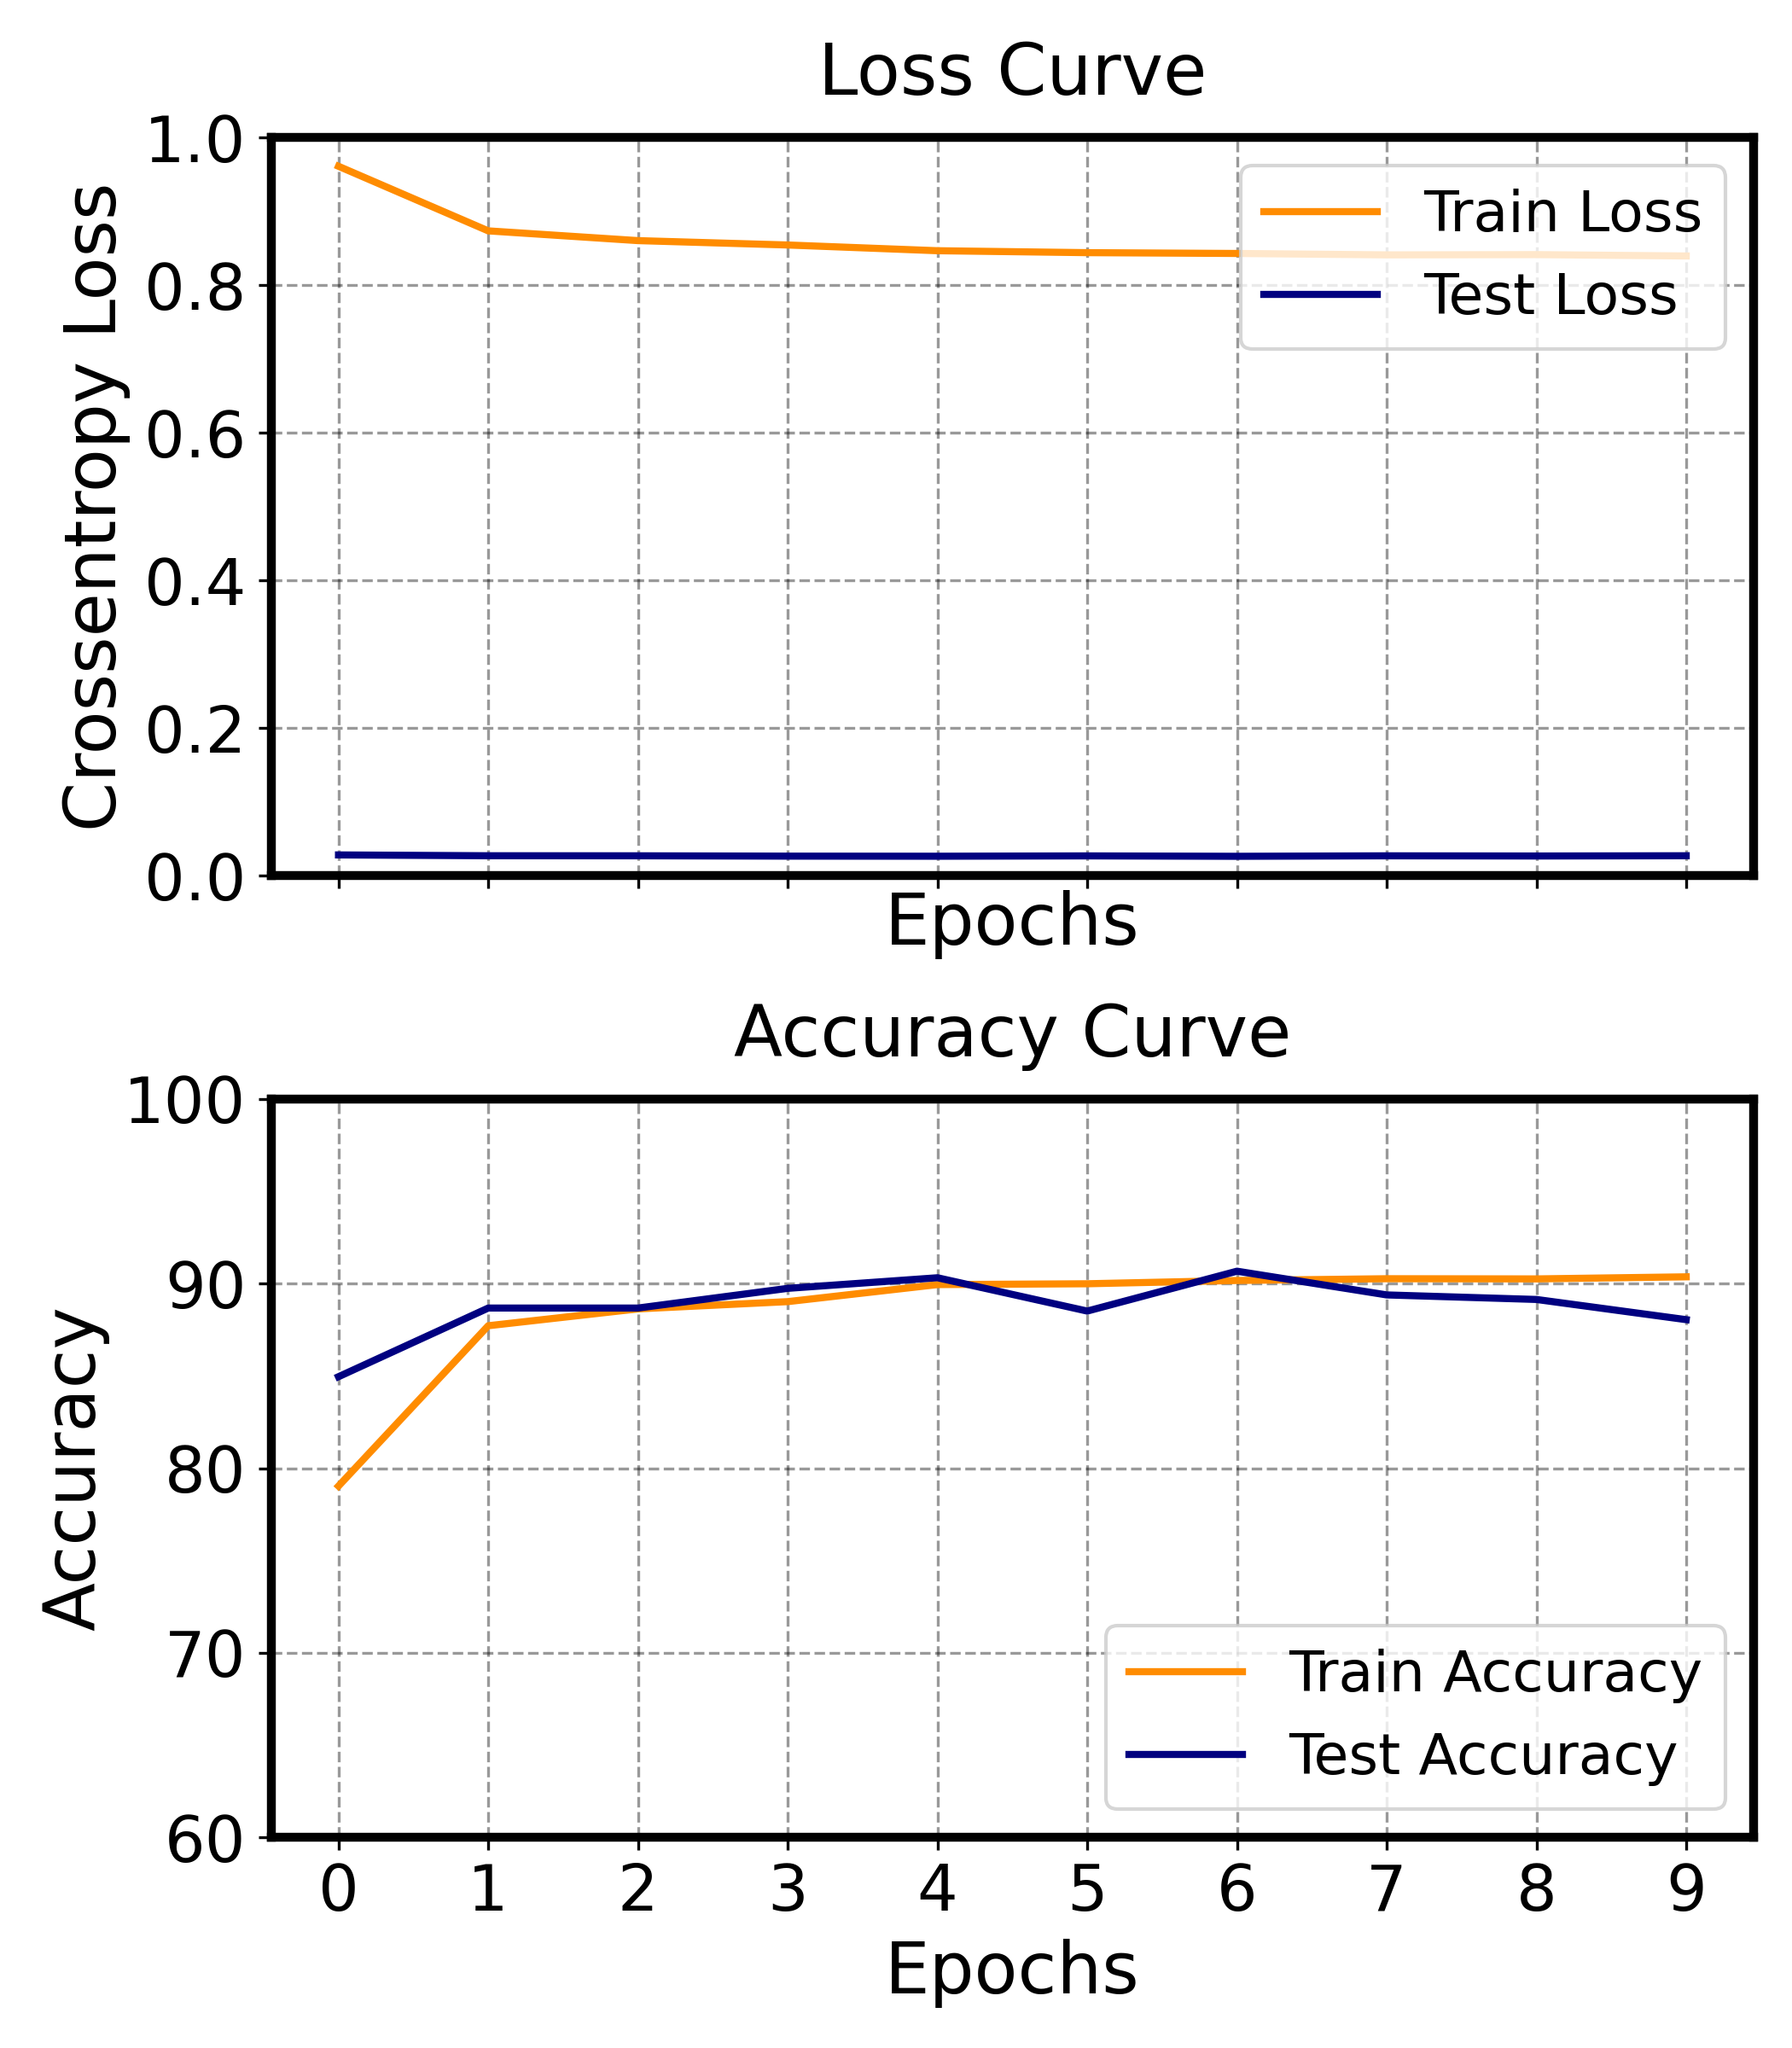 Loss Curve
1.0
0.8
0.6
0.4
0.2
0.0
Crossentropy Loss
Train Loss
Test Loss
Epochs
Accuracy Curve
100
90
80
70
60
Accuracy
Train Accuracy
Test Accuracy
0 1 2 3 4 5 6 7 8 9
Epochs